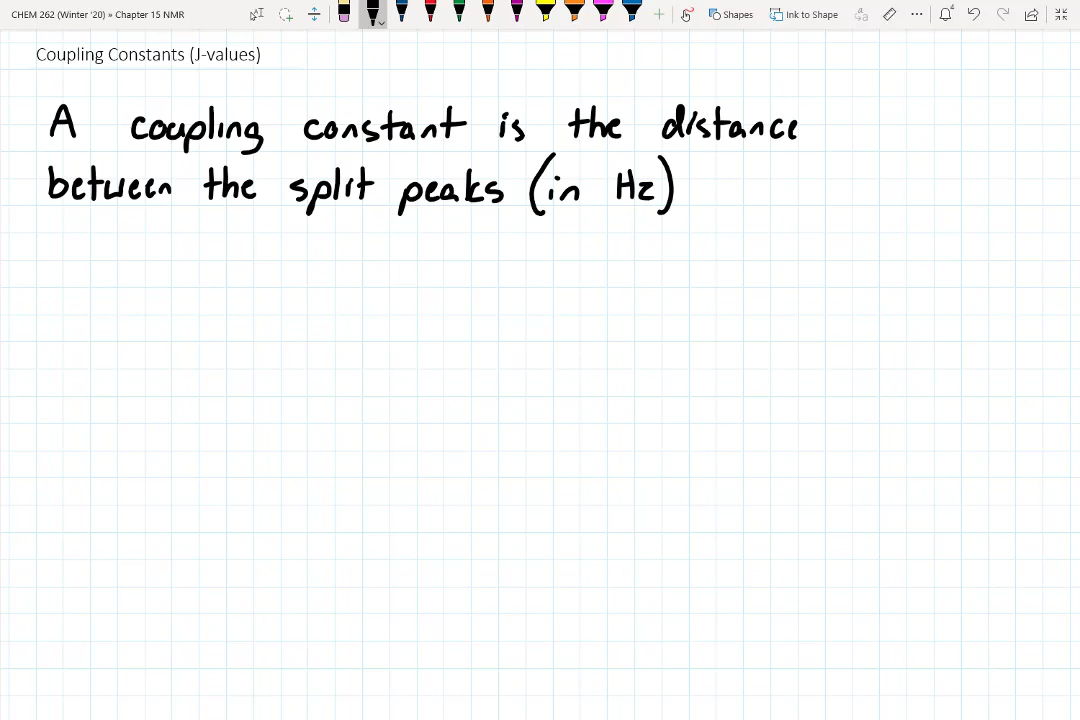 CHEM 262 (Winter '20) » Chapter 15 NMR Shapes Ink to Shape
Coupling Constants (J-values)
A coupling constant is the distance
between the split peaks (in Hz)